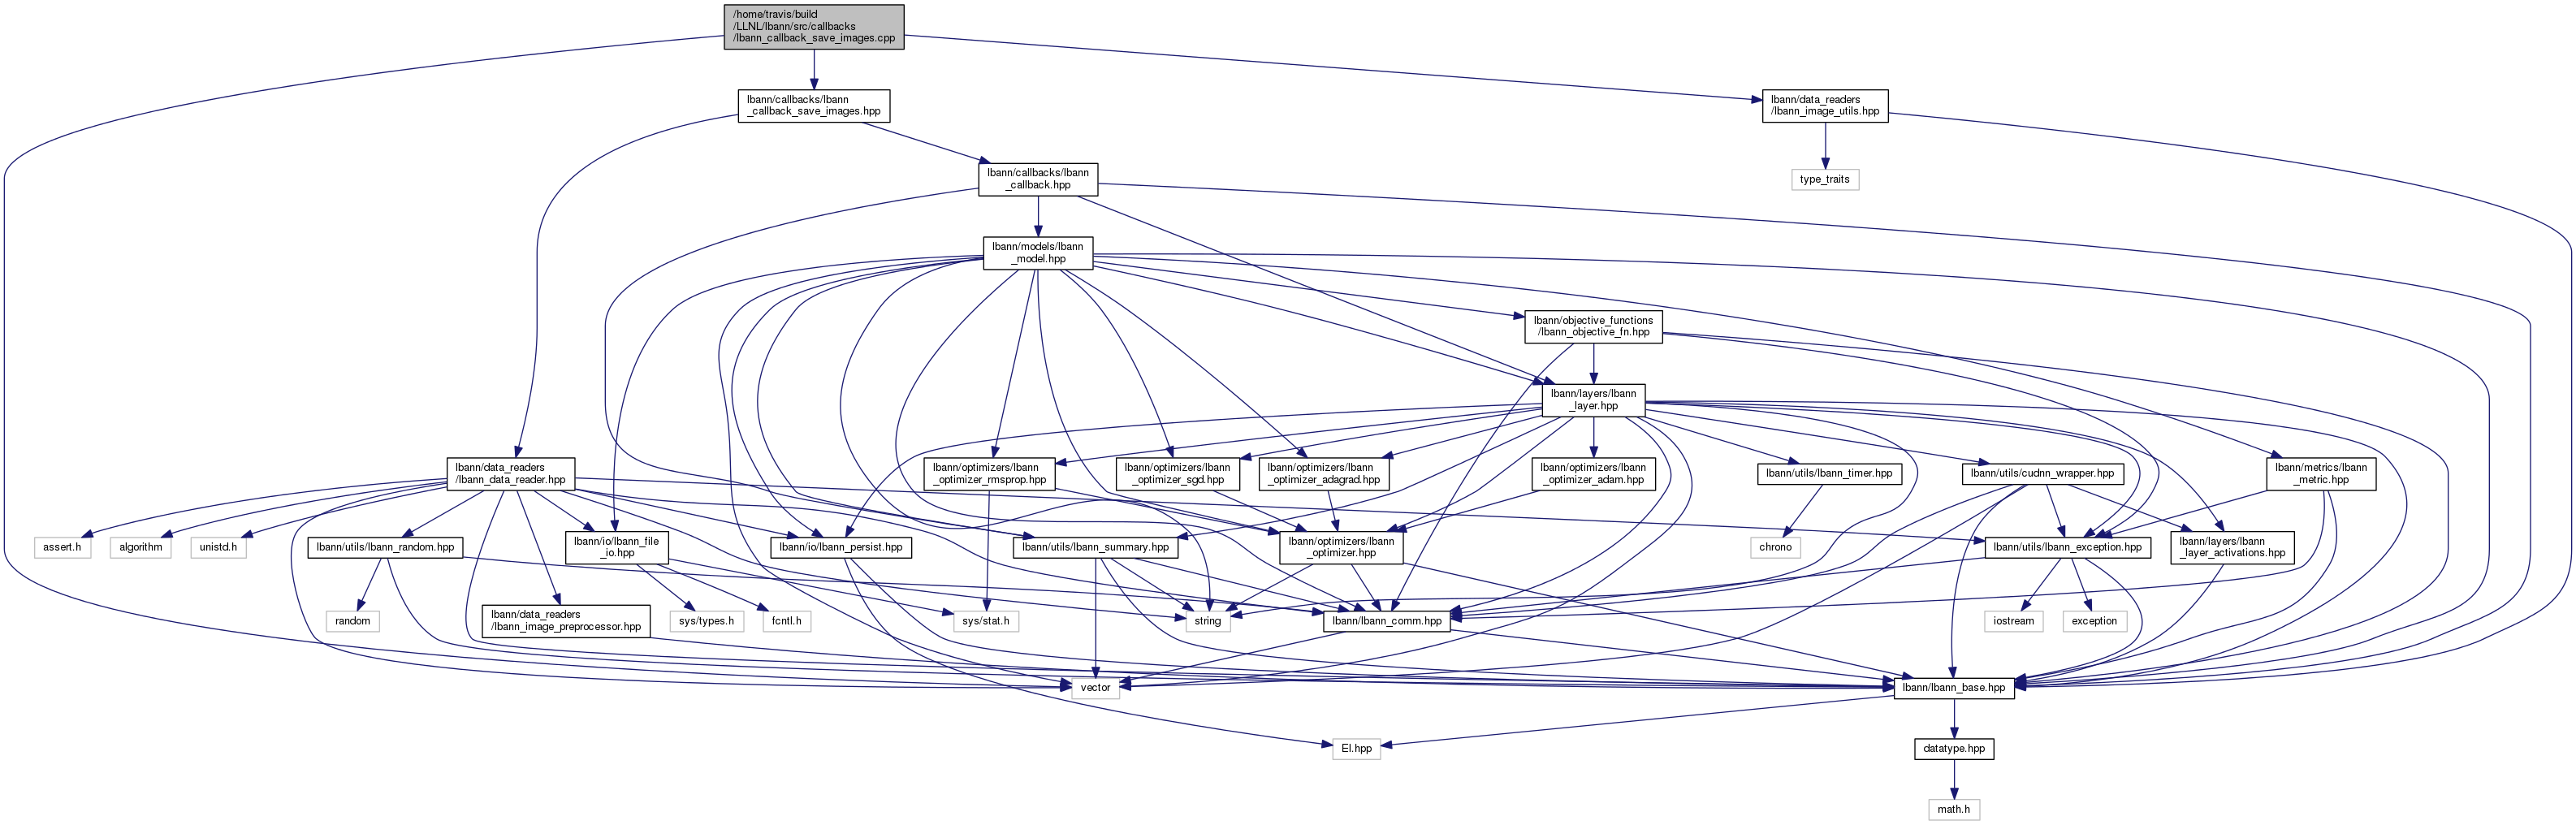 /home/travis/build
/LLNL/lbann/src/callbacks
/lbann_callback_save_images.cpp
lbann/callbacks/lbann
_callback_save_images.hpp
lbann/data_readers
/lbann_image_utils.hpp
lbann/callbacks/lbann
_callback.hpp
type_traits
lbann/models/lbann
_model.hpp
lbann/objective_functions
/lbann_objective_fn.hpp
lbann/layers/lbann
_layer.hpp
lbann/data_readers
/lbann_data_reader.hpp
lbann/optimizers/lbann
_optimizer_rmsprop.hpp
lbann/optimizers/lbann
_optimizer_sgd.hpp
lbann/optimizers/lbann
_optimizer_adagrad.hpp
lbann/optimizers/lbann
_optimizer_adam.hpp
lbann/utils/lbann_timer.hpp
lbann/utils/cudnn_wrapper.hpp
lbann/metrics/lbann
_metric.hpp
assert.h
algorithm
unistd.h
lbann/utils/lbann_random.hpp
lbann/io/lbann_file
_io.hpp
lbann/io/lbann_persist.hpp
lbann/utils/lbann_summary.hpp
lbann/optimizers/lbann
_optimizer.hpp
chrono
lbann/utils/lbann_exception.hpp
lbann/layers/lbann
_layer_activations.hpp
random
lbann/data_readers
/lbann_image_preprocessor.hpp
sys/types.h
fcntl.h
sys/stat.h
string
lbann/lbann_comm.hpp
iostream
exception
vector
lbann/lbann_base.hpp
El.hpp
datatype.hpp
math.h